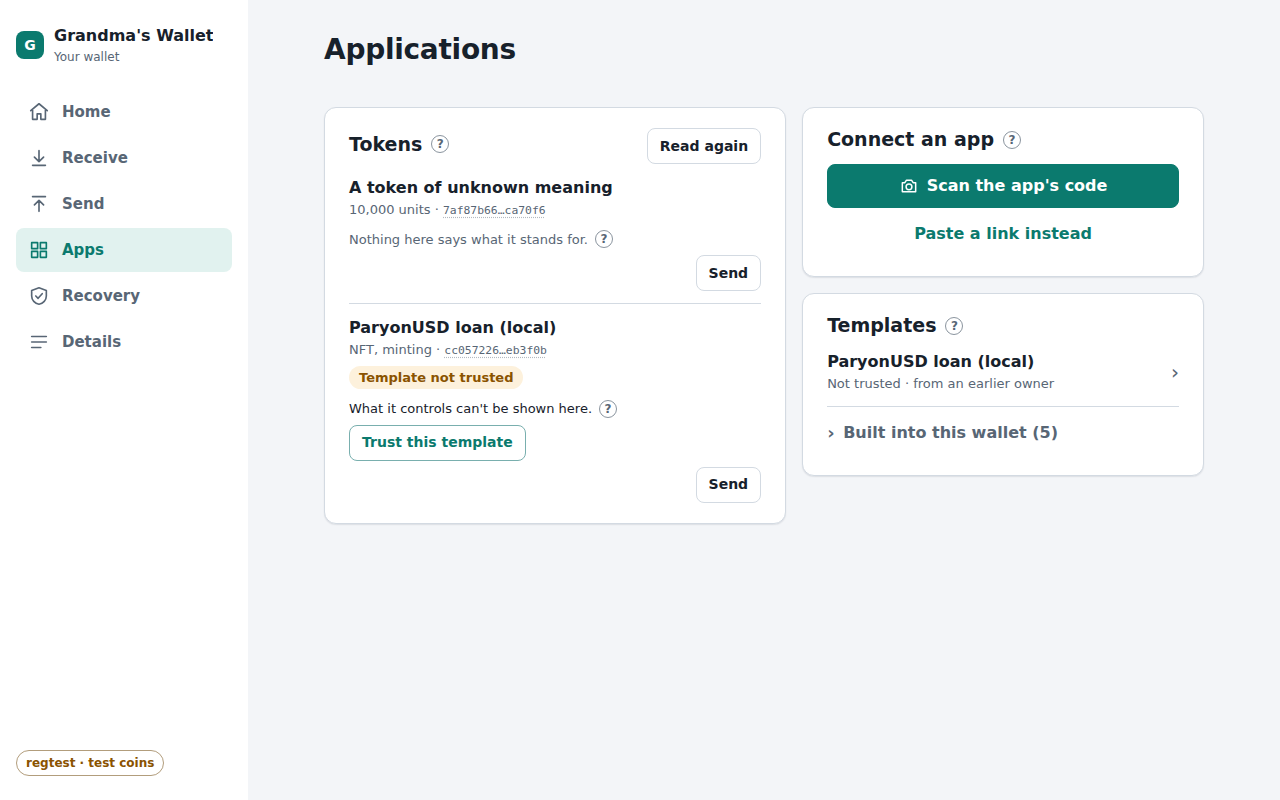 G
Grandma's Wallet
Your wallet
Home
Receive
Send
Apps
Recovery
Details
regtest · test coins
Applications
Tokens ?
Read again
A token of unknown meaning
10,000 units · 7af87b66…ca70f6
Nothing here says what it stands for. ?
Send
ParyonUSD loan (local)
NFT, minting · cc057226…eb3f0b
Template not trusted
What it controls can't be shown here. ?
Trust this template
Send
Connect an app ?
Scan the app's code
Paste a link instead
Templates ?
ParyonUSD loan (local)
Not trusted · from an earlier owner
›
› Built into this wallet (5)